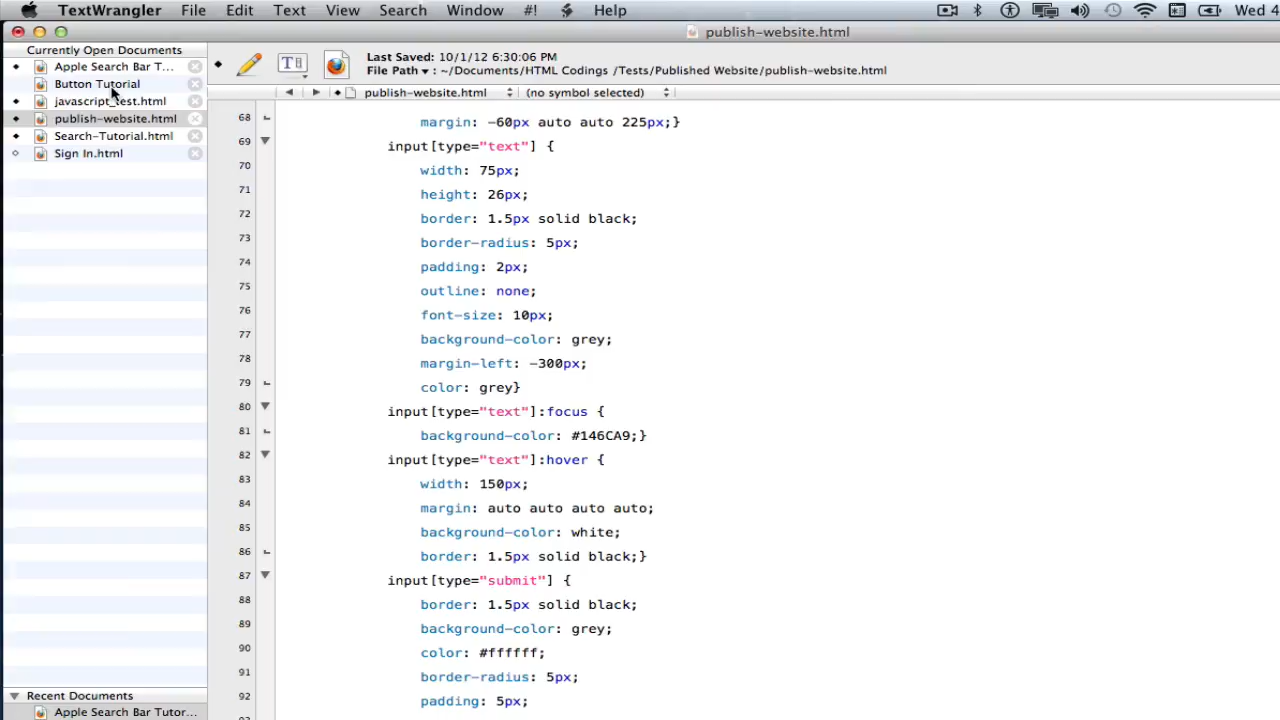 TextWrangler File Edit Text View Search Window #! Help Wed 4
publish-website.html
Currently Open Documents
Apple Search Bar T...
Button Tutorial
javascript_test.html
publish-website.html
Search-Tutorial.html
Sign In.html
Recent Documents
Apple Search Bar Tutor...
Last Saved: 10/1/12 6:30:06 PM
File Path ▾ : ~/Documents/HTML Codings /Tests/Published Website/publish-website.html
publish-website.html (no symbol selected)
68 margin: -60px auto auto 225px;}
69 input[type="text"] {
70 width: 75px;
71 height: 26px;
72 border: 1.5px solid black;
73 border-radius: 5px;
74 padding: 2px;
75 outline: none;
76 font-size: 10px;
77 background-color: grey;
78 margin-left: -300px;
79 color: grey}
80 input[type="text"]:focus {
81 background-color: #146CA9;}
82 input[type="text"]:hover {
83 width: 150px;
84 margin: auto auto auto auto;
85 background-color: white;
86 border: 1.5px solid black;}
87 input[type="submit"] {
88 border: 1.5px solid black;
89 background-color: grey;
90 color: #ffffff;
91 border-radius: 5px;
92 padding: 5px;